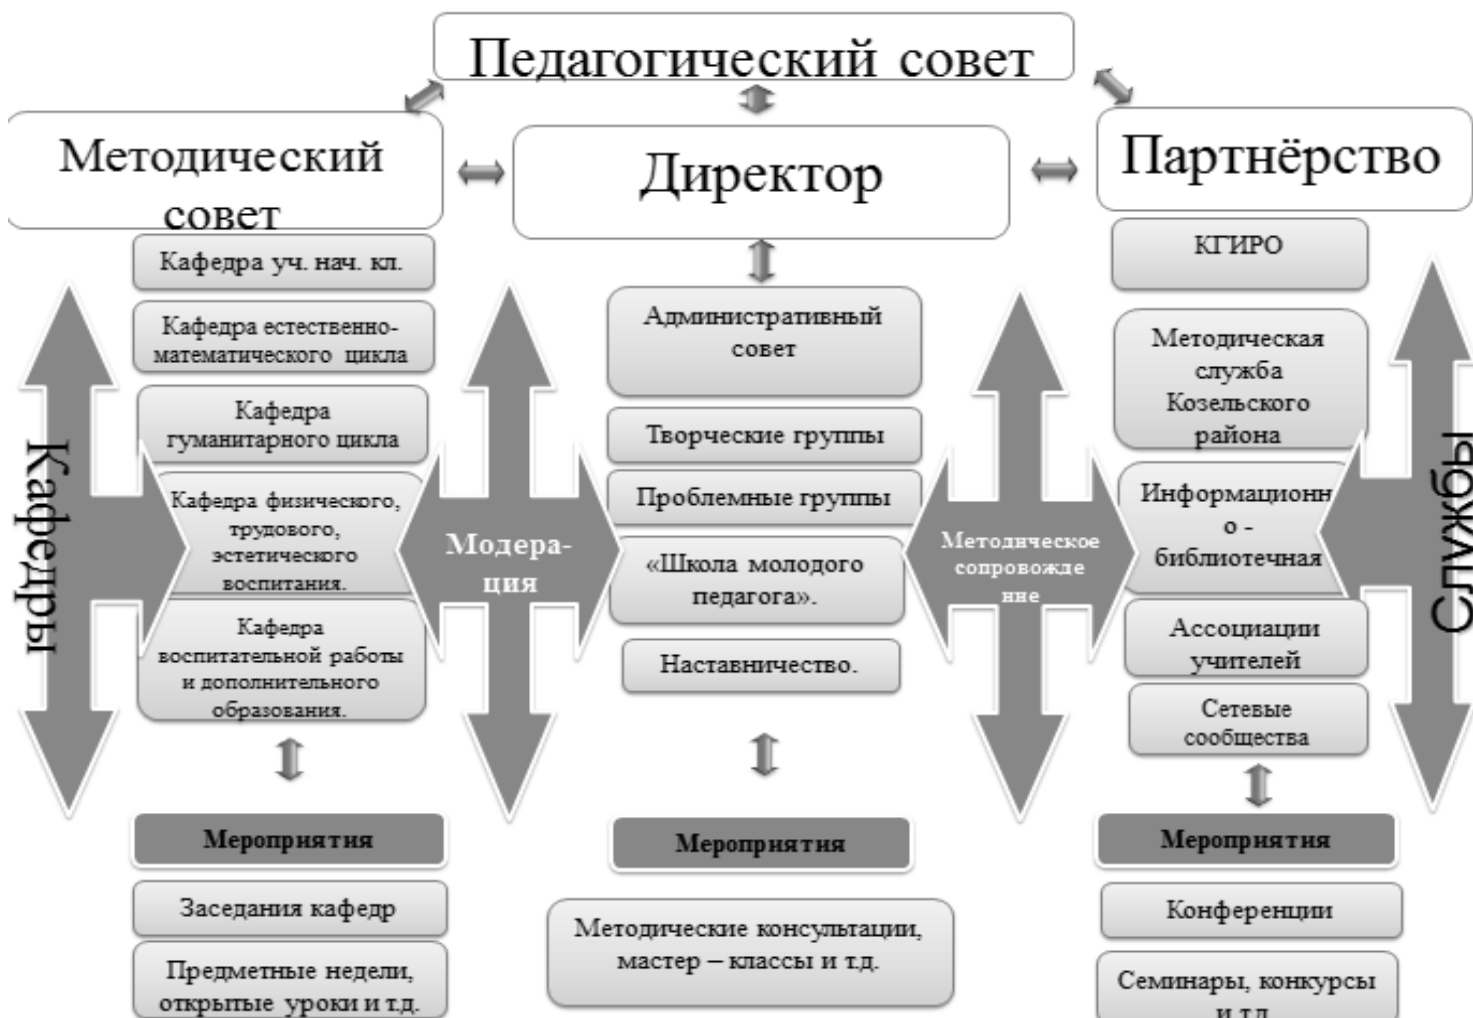 Педагогический совет
Методический
совет
Директор
Партнёрство
Кафедры
Кафедра уч. нач. кл.
Кафедра естественно-
математического цикла
Кафедра
гуманитарного цикла
Кафедра физического,
трудового,
эстетического
воспитания.
Кафедра
воспитательной работы
и дополнительного
образования.
Модера-
ция
Административный
совет
Творческие группы
Проблемные группы
«Школа молодого
педагога».
Наставничество.
Методическое
сопровожде
ние
КГИРО
Методическая
служба
Козельского
района
Информационн
о -
библиотечная
Ассоциации
учителей
Сетевые
сообщества
Службы
Мероприятия
Заседания кафедр
Предметные недели,
открытые уроки и т.д.
Мероприятия
Методические консультации,
мастер – классы и т.д.
Мероприятия
Конференции
Семинары, конкурсы
и т.д